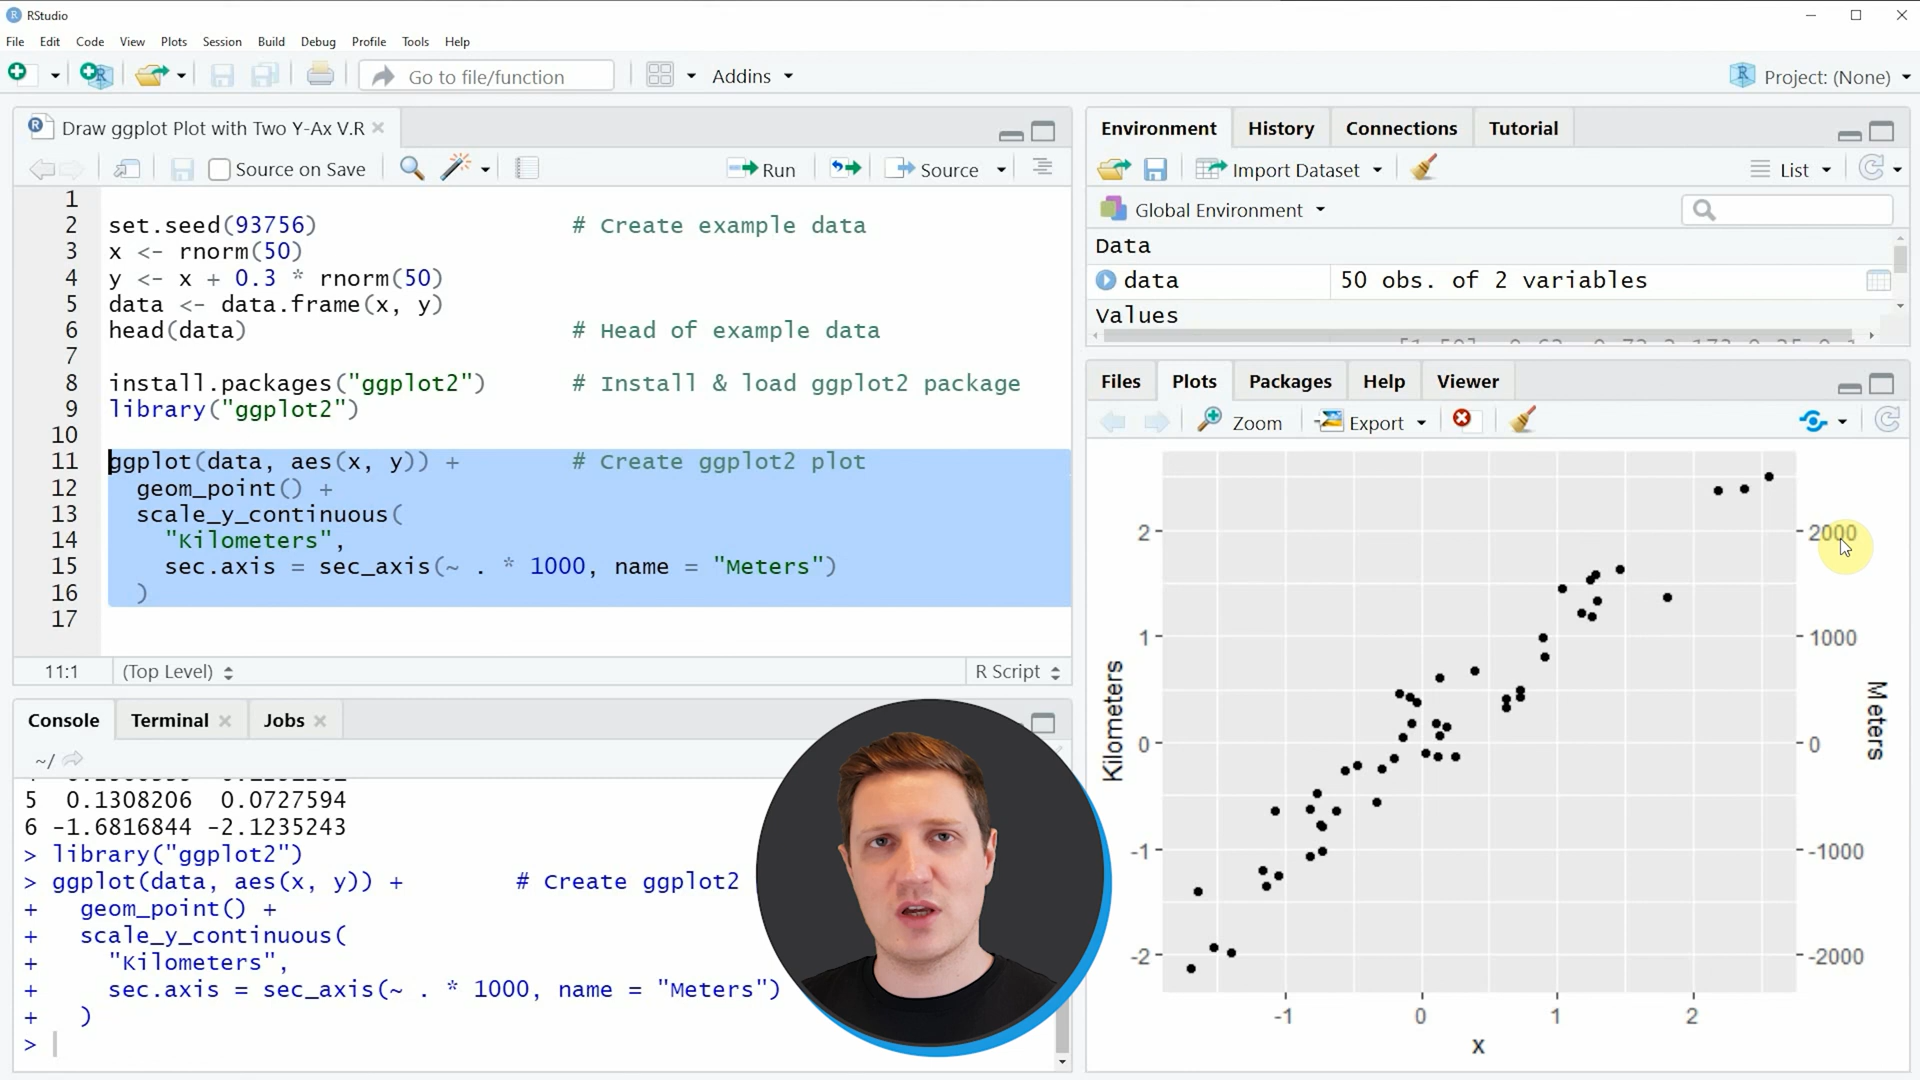 RStudio
File Edit Code View Plots Session Build Debug Profile Tools Help
Go to file/function
Addins
Project: (None)
Draw ggplot Plot with Two Y-Ax V.R
Source on Save
Run
Source
1
2 set.seed(93756) # Create example data
3 x <- rnorm(50)
4 y <- x + 0.3 * rnorm(50)
5 data <- data.frame(x, y)
6 head(data) # Head of example data
7
8 install.packages("ggplot2") # Install & load ggplot2 package
9 library("ggplot2")
10
11 ggplot(data, aes(x, y)) + # Create ggplot2 plot
12 geom_point() +
13 scale_y_continuous(
14 "Kilometers",
15 sec.axis = sec_axis(~ . * 1000, name = "Meters")
16 )
17
11:1 (Top Level) R Script
Console Terminal Jobs
~/
5 0.1308206 0.0727594
6 -1.6816844 -2.1235243
> library("ggplot2")
> ggplot(data, aes(x, y)) + # Create ggplot2
+ geom_point() +
+ scale_y_continuous(
+ "Kilometers",
+ sec.axis = sec_axis(~ . * 1000, name = "Meters")
+ )
>
Environment History Connections Tutorial
Import Dataset
List
Global Environment
Data
data 50 obs. of 2 variables
Values
Files Plots Packages Help Viewer
Zoom Export
2 2000
1 1000
0 0
-1 -1000
-2 -2000
Kilometers
Meters
-1 0 1 2
x